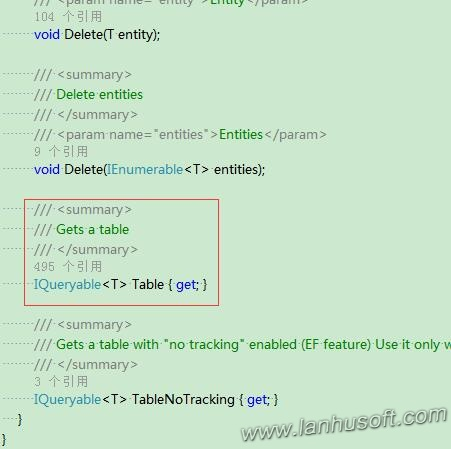 /// <param name="entity">Entity</param>
104 个引用
void Delete(T entity);
/// <summary>
/// Delete entities
/// </summary>
/// <param name="entities">Entities</param>
9 个引用
void Delete(IEnumerable<T> entities);
/// <summary>
/// Gets a table
/// </summary>
495 个引用
IQueryable<T> Table { get; }
/// <summary>
/// Gets a table with "no tracking" enabled (EF feature) Use it only w
/// </summary>
3 个引用
IQueryable<T> TableNoTracking { get; }
}
}
www.lanhusoft.com